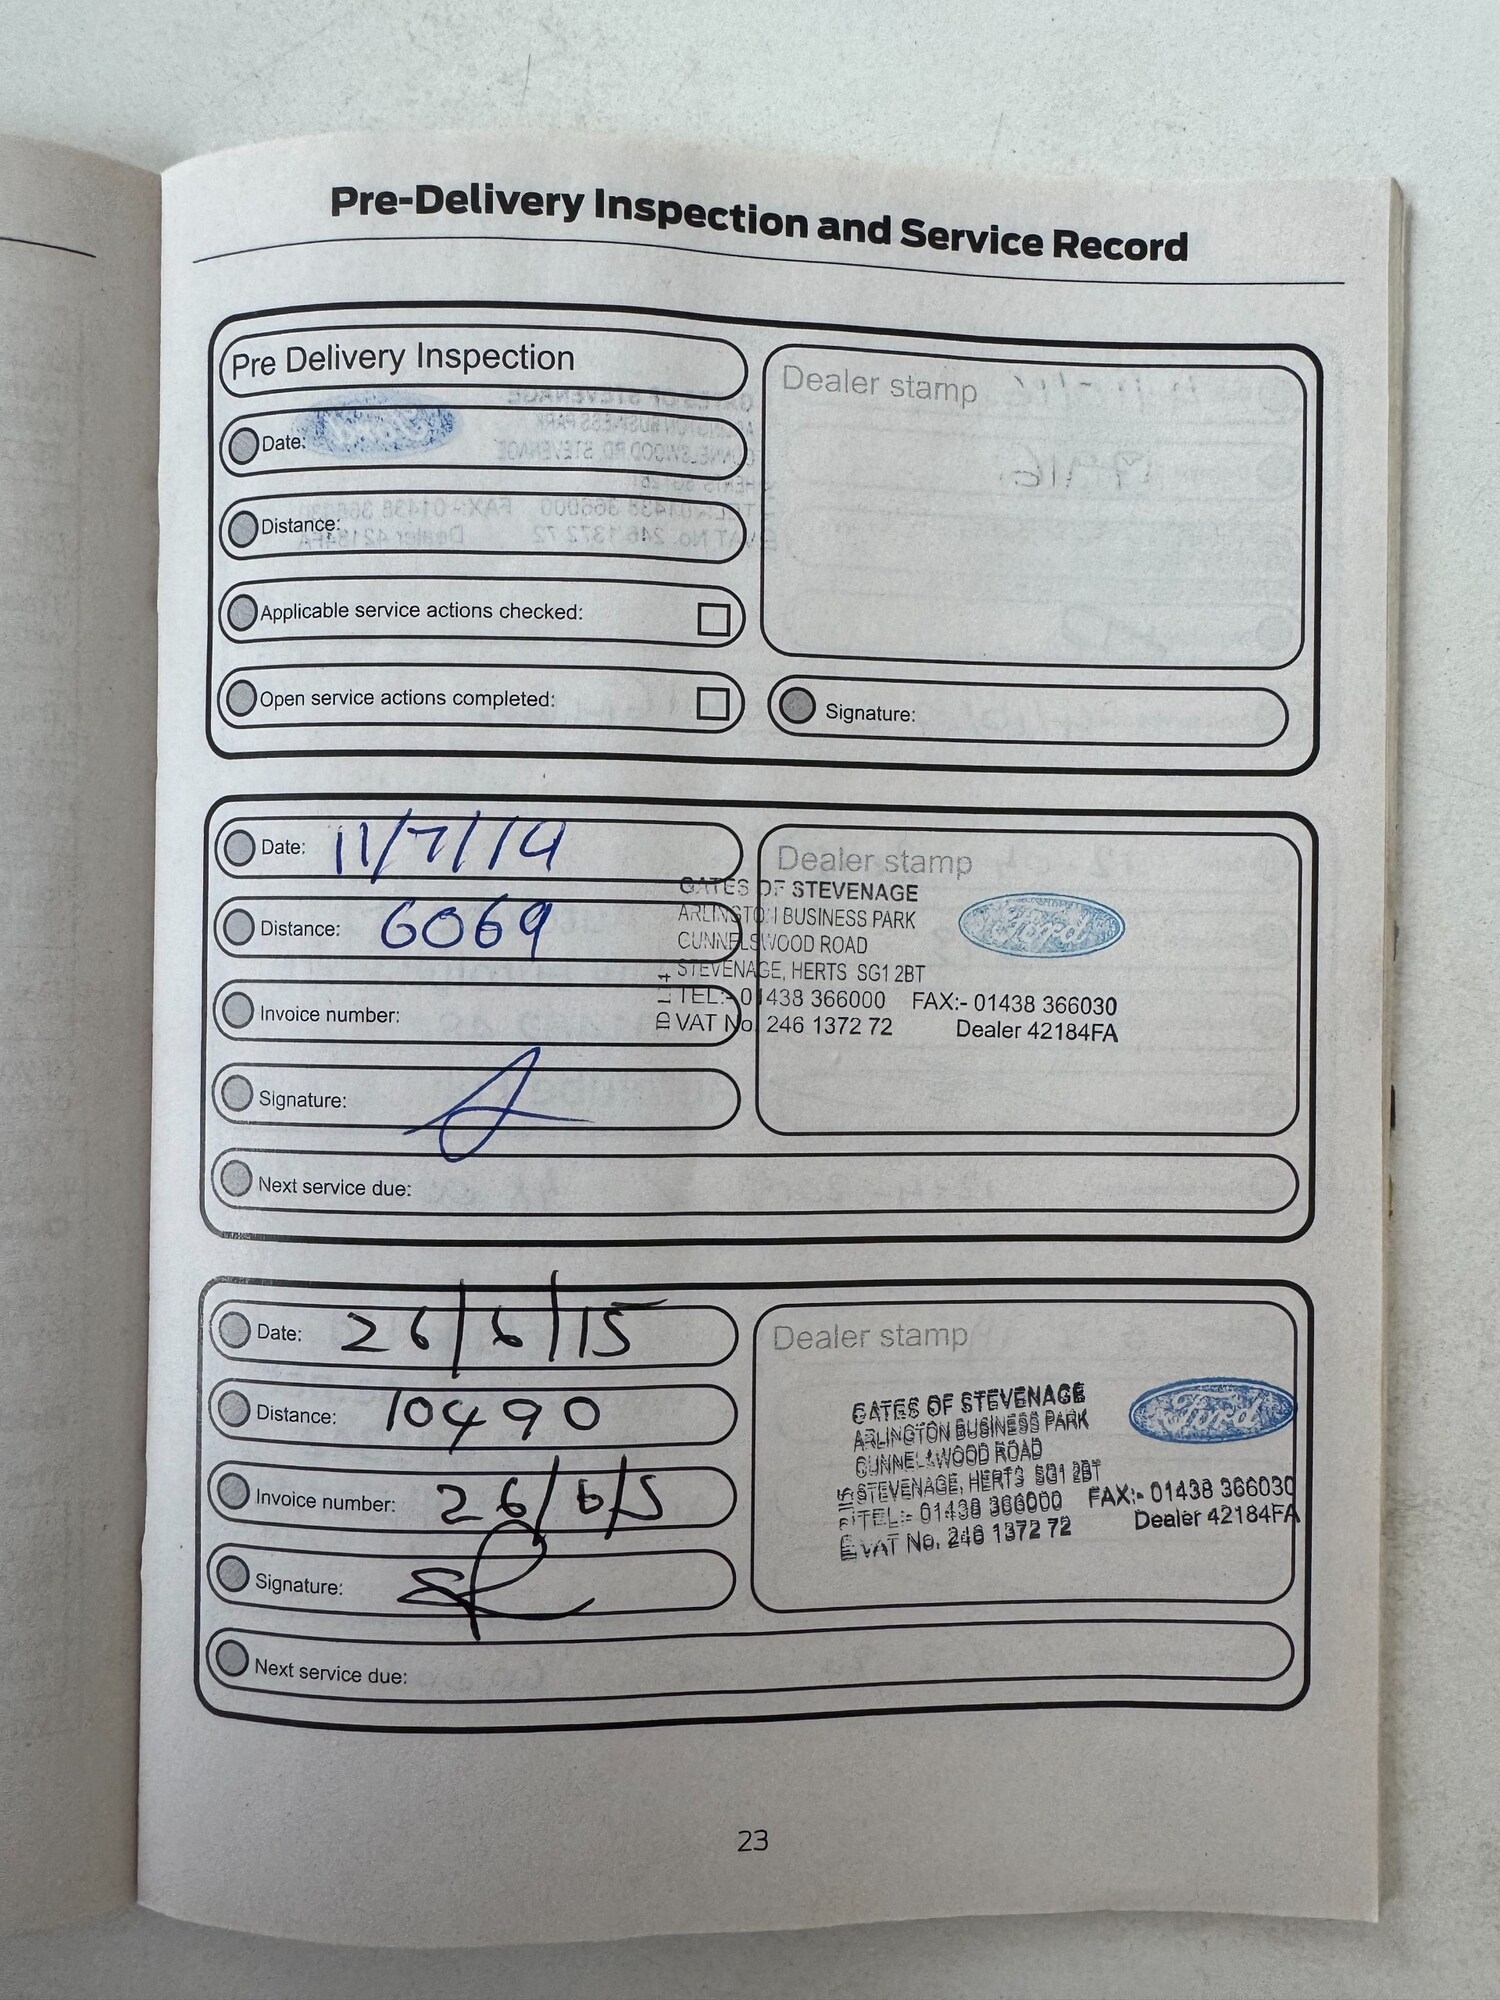 Pre-Delivery Inspection and Service Record
Pre Delivery Inspection
Date:
Distance:
Applicable service actions checked:
Open service actions completed:
Dealer stamp
Signature:
Date: 11/7/14
Distance: 6069
Invoice number:
Signature:
Next service due:
Dealer stamp
GATES OF STEVENAGE
ARLINGTON BUSINESS PARK
CUNNELSWOOD ROAD
STEVENAGE, HERTS SG1 2BT
TEL:- 01438 366000 FAX:- 01438 366030
VAT No. 246 1372 72 Dealer 42184FA
Ford
Date: 26/6/15
Distance: 10490
Invoice number: 26/6/5
Signature:
Next service due:
Dealer stamp
GATES OF STEVENAGE
ARLINGTON BUSINESS PARK
CUNNELSWOOD ROAD
STEVENAGE, HERTS SG1 2BT
TEL:- 01438 366000 FAX:- 01438 366030
VAT No. 246 1372 72 Dealer 42184FA
Ford
23